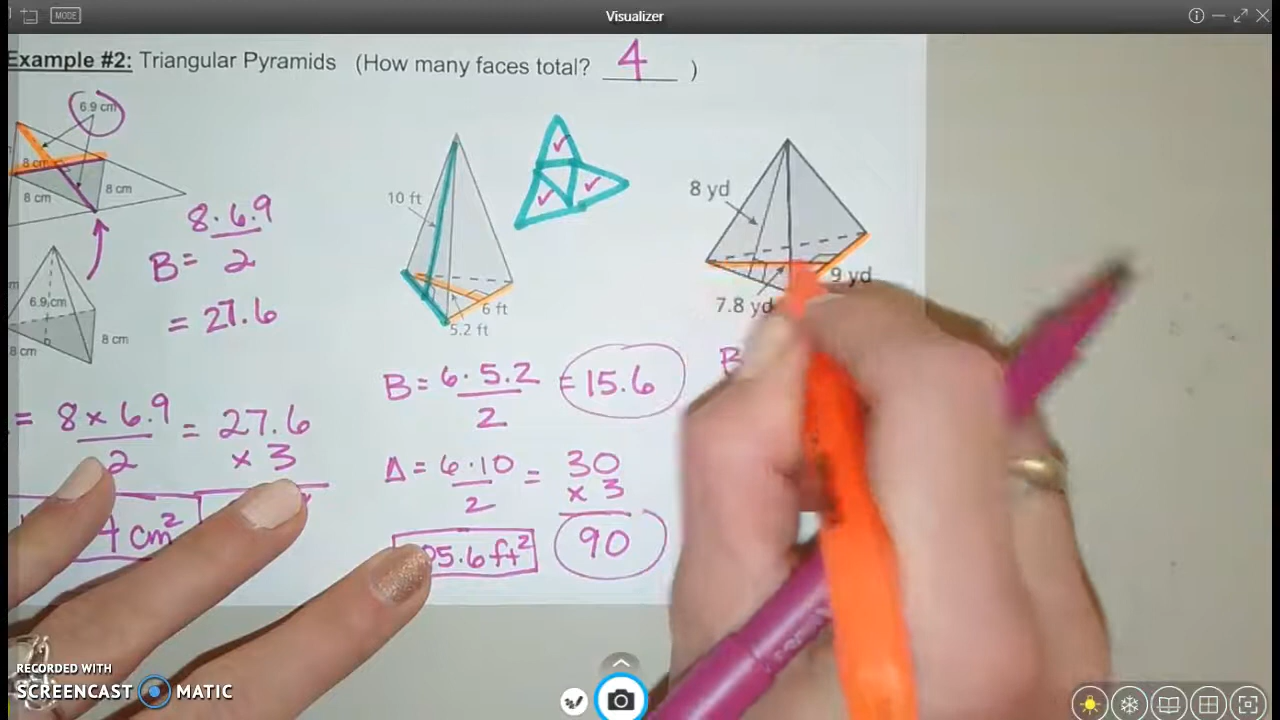 MODE
Visualizer
Example #2: Triangular Pyramids (How many faces total? 4 )
6.9 cm
8 cm
8 cm
8 cm
8·6.9
B = 2
= 27.6
6.9 cm
8 cm
8 cm
= 8 x 6.9 = 27.6
2
x 3
cm²
10 ft
6 ft
5.2 ft
B = 6·5.2 = 15.6
2
Δ = 6·10 = 30
2
x 3
90
5.6 ft²
8 yd
9 yd
7.8 yd
B
RECORDED WITH
SCREENCAST MATIC